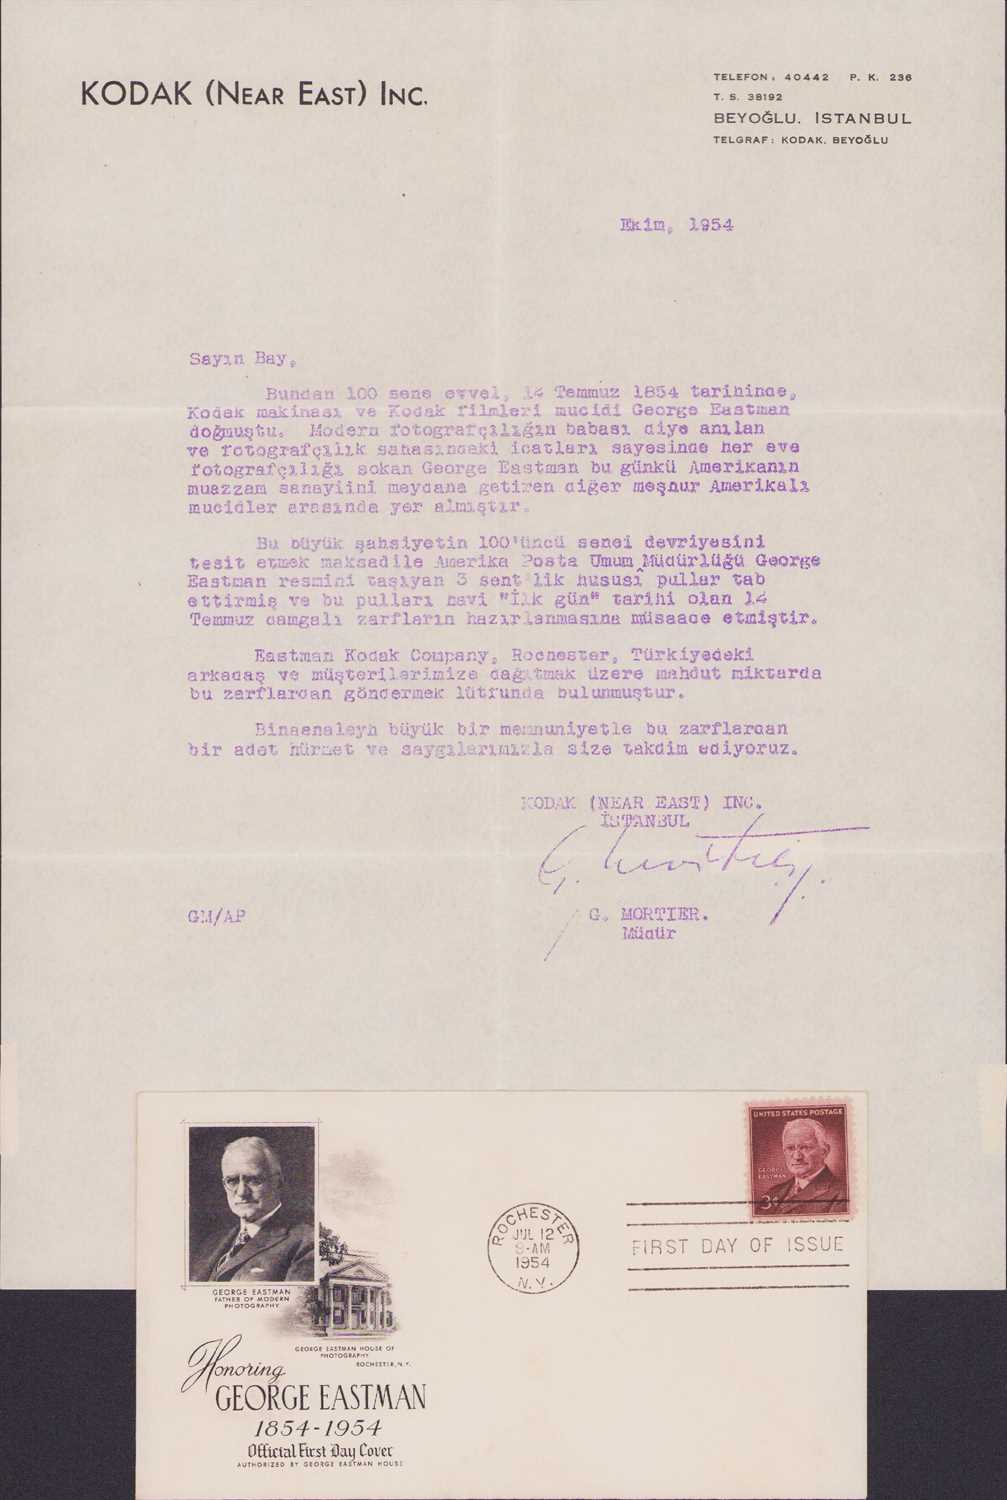 KODAK (NEAR EAST) INC.
TELEFON: 40442 P. K. 236
T. S. 38192
BEYOĞLU. İSTANBUL
TELGRAF: KODAK. BEYOĞLU
Ekim, 1954
Sayın Bay,
Bundan 100 sene evvel, 12 Temmuz 1854 tarihinde,
Kodak makinası ve Kodak filmleri mucidi George Eastman
doğmuştu. Modern fotografçılığın babası diye anılan
ve fotografçılık sahasındaki icatları sayesinde her eve
fotografçılığı sokan George Eastman bu günkü Amerikanın
muazzam sanayiini meydana getiren diğer meşhur Amerikalı
mucidler arasında yer almıştır.
Bu büyük şahsiyetin 100'üncü senei devriyesini
tesit etmek maksadile Amerika Posta Umum Müdürlüğü George
Eastman resmini taşıyan 3 sent'lik hususi pullar tab
ettirmiş ve bu pulları havi "İlk gün" tarihi olan 12
Temmuz damgalı zarfların hazırlanmasına müsaade etmiştir.
Eastman Kodak Company, Rochester, Türkiyedeki
arkadaş ve müşterilerimize dağıtmak üzere mahdut miktarda
bu zarflardan göndermek lütfunda bulunmuştur.
Binaenaleyh büyük bir memnuniyetle bu zarflardan
bir adet hürmet ve saygılarımızla size takdim ediyoruz.
KODAK (NEAR EAST) INC.
İSTANBUL
GM/AP
G. MORTIER.
Müdür
UNITED STATES POSTAGE
GEORGE
EASTMAN
3¢
ROCHESTER
JUL 12
9-AM
1954
N.Y.
FIRST DAY OF ISSUE
GEORGE EASTMAN
FATHER OF MODERN
PHOTOGRAPHY
GEORGE EASTMAN HOUSE OF
PHOTOGRAPHY
ROCHESTER, N.Y.
Honoring
GEORGE EASTMAN
1854-1954
Official First Day Cover
AUTHORIZED BY GEORGE EASTMAN HOUSE